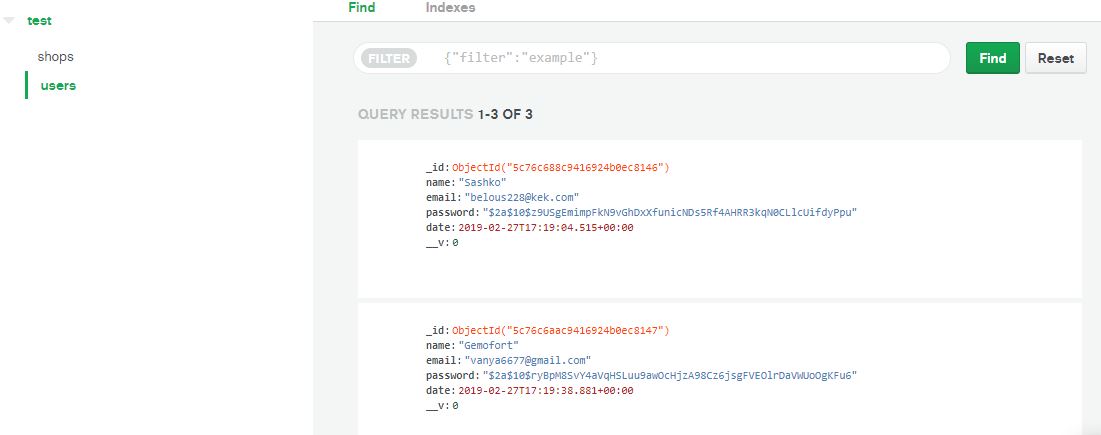 Find Indexes
test
shops
users
FILTER {"filter":"example"} Find Reset
QUERY RESULTS 1-3 OF 3
_id: ObjectId("5c76c688c9416924b0ec8146")
name: "Sashko"
email: "belous228@kek.com"
password: "$2a$10$z9USgEmimpFkN9vGhDxXfunicNDs5Rf4AHRR3kqN0CLlcUifdyPpu"
date: 2019-02-27T17:19:04.515+00:00
__v: 0
_id: ObjectId("5c76c6aac9416924b0ec8147")
name: "Gemofort"
email: "vanya6677@gmail.com"
password: "$2a$10$ryBpM8SvY4aVqHSLuu9awOcHjzA98Cz6jsgFVEOlrDaVWUoOgKFu6"
date: 2019-02-27T17:19:38.881+00:00
__v: 0